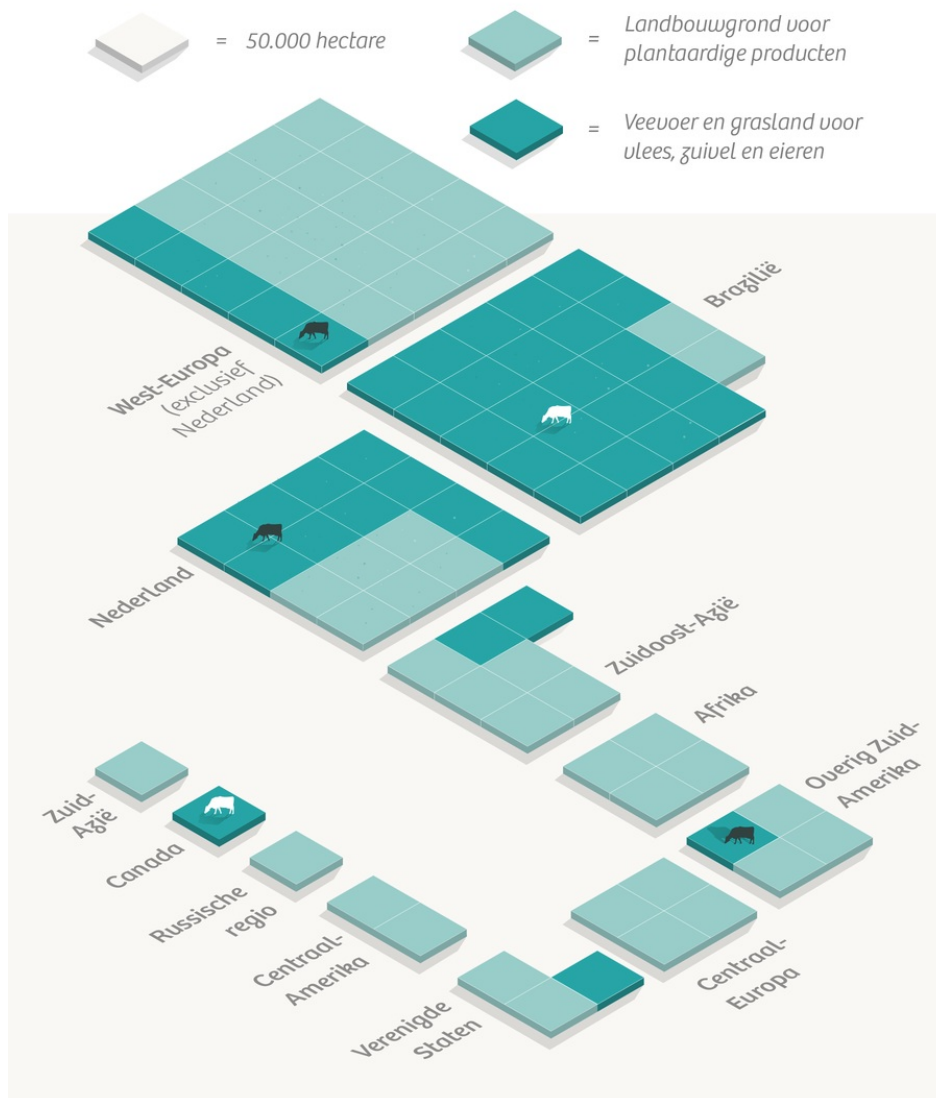 = 50.000 hectare
= Landbouwgrond voor
plantaardige producten
= Veevoer en grasland voor
vlees, zuivel en eieren
Brazilië
West-Europa
(exclusief
Nederland)
Nederland
Zuidoost-Azië
Afrika
Overig Zuid-
Amerika
Zuid-
Azië
Canada
Russische
regio
Centraal-
Amerika
Verenigde
Staten
Centraal-
Europa